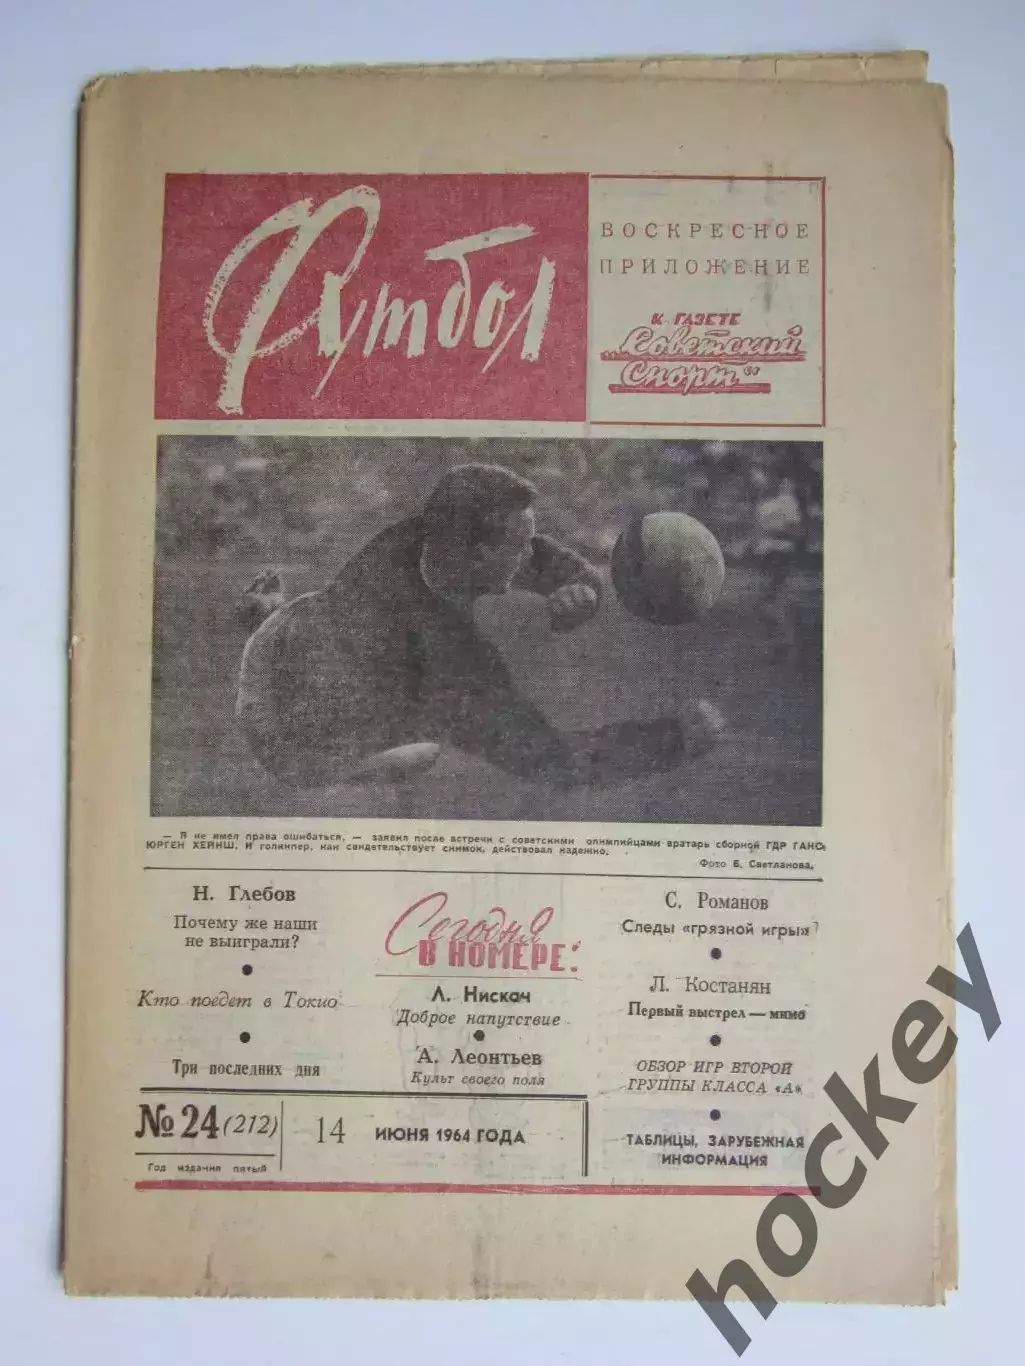 Футбол
ВОСКРЕСНОЕ
ПРИЛОЖЕНИЕ
К ГАЗЕТЕ
„Советский
Спорт“
— Я не имел права ошибаться, — заявил после встречи с советскими олимпийцами вратарь сборной ГДР ГАНС
ЮРГЕН ХЕЙНШ. И голкипер, как свидетельствует снимок, действовал надежно.
Фото Б. Светланова.
Н. Глебов
Почему же наши
не выиграли?
Кто поедет в Токио
Три последних дня
Сегодня
В НОМЕРЕ:
Л. Нискач
Доброе напутствие
А. Леонтьев
Культ своего поля
С. Романов
Следы «грязной игры»?
Л. Костанян
Первый выстрел — мимо
ОБЗОР ИГР ВТОРОЙ
ГРУППЫ КЛАССА «А».
ТАБЛИЦЫ, ЗАРУБЕЖНАЯ
ИНФОРМАЦИЯ
№ 24 (212)
Год издания пятый
14 ИЮНЯ 1964 ГОДА
hockey